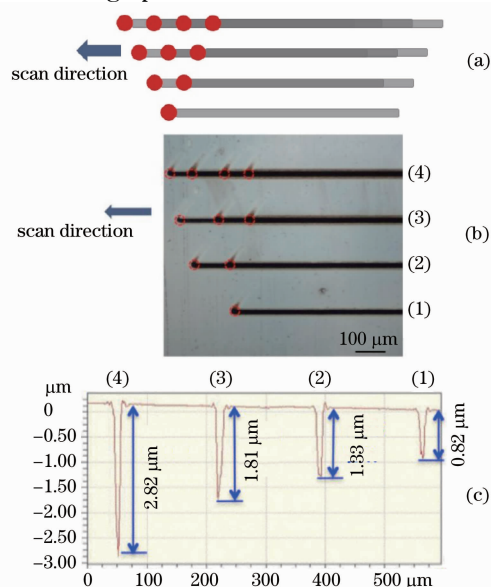 scan direction
(a)
(4)
(3)
scan direction
(b)
(2)
(1)
100 μm
μm
(4)
(3)
(2)
(1)
0
−0.50
−1.00
−1.50
−2.00
−2.50
−3.00
2.82 μm
1.81 μm
1.33 μm
0.82 μm
(c)
0
100
200
300
400
500 μm